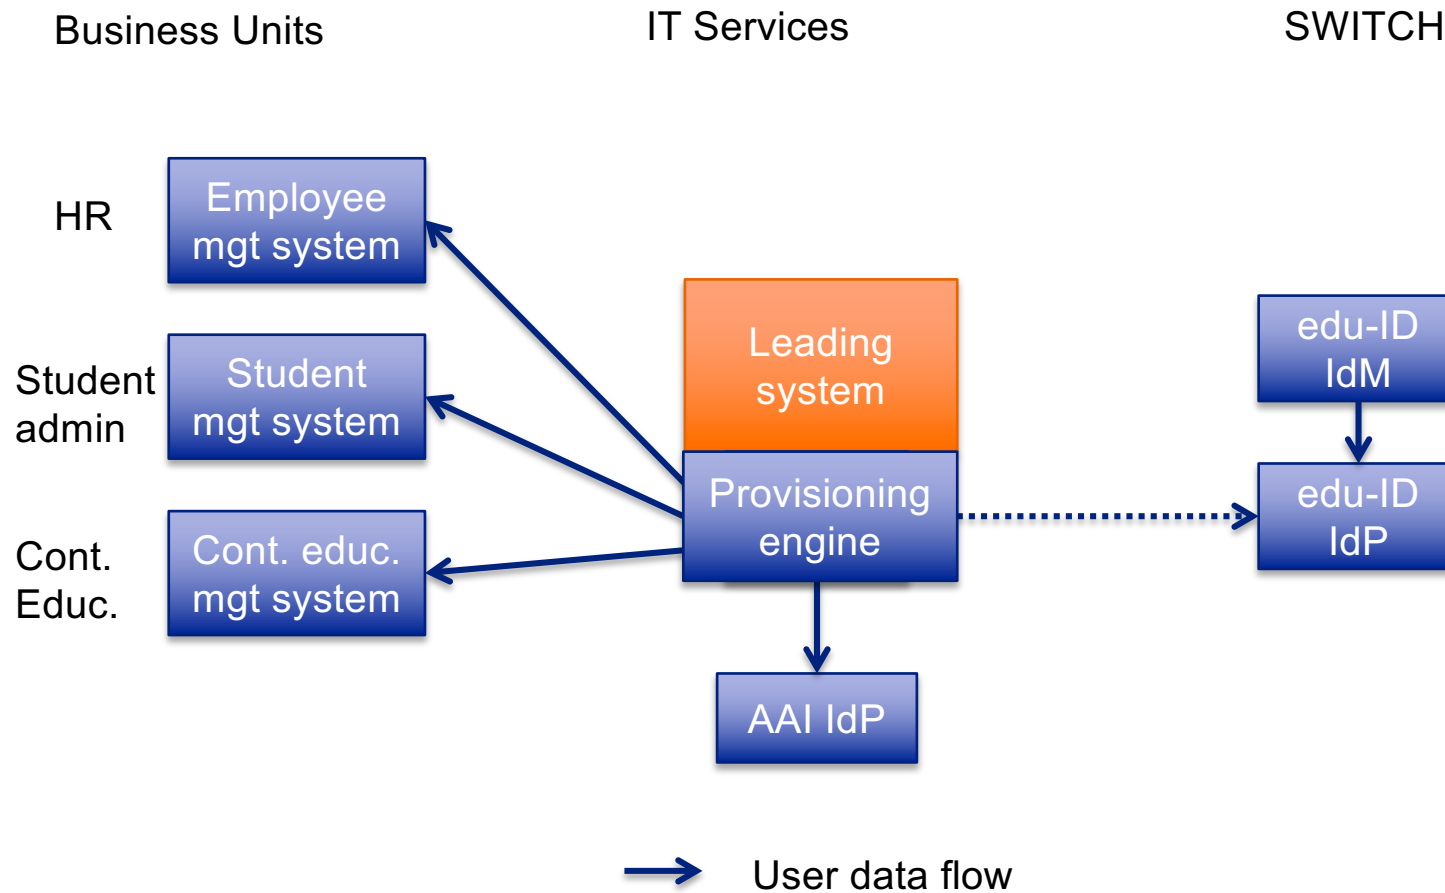 Business Units
IT Services
SWITCH
HR
Employee
mgt system
Student
admin
Student
mgt system
Cont.
Educ.
Cont. educ.
mgt system
Leading
system
Provisioning
engine
AAI IdP
edu-ID
IdM
edu-ID
IdP
User data flow